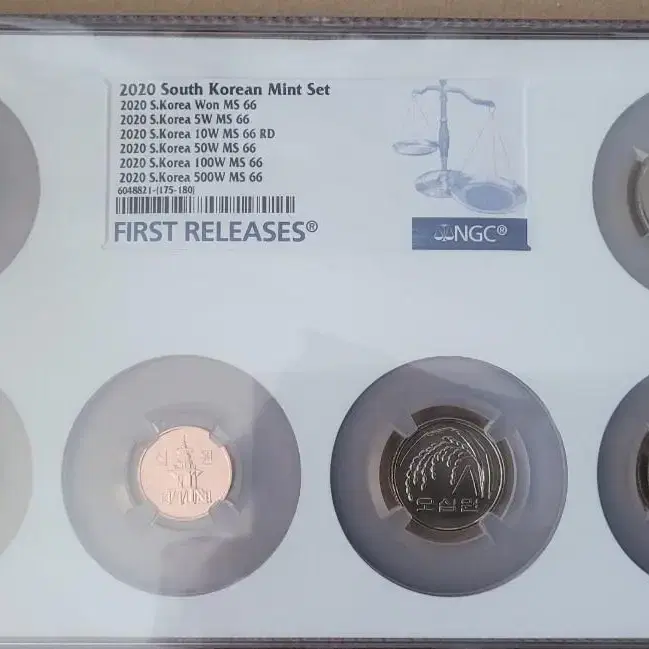 2020 South Korean Mint Set
2020 S.Korea Won MS 66
2020 S.Korea 5W MS 66
2020 S.Korea 10W MS 66 RD
2020 S.Korea 50W MS 66
2020 S.Korea 100W MS 66
2020 S.Korea 500W MS 66
6048821-(175-180)
FIRST RELEASES®
NGC®
십 원
오십원